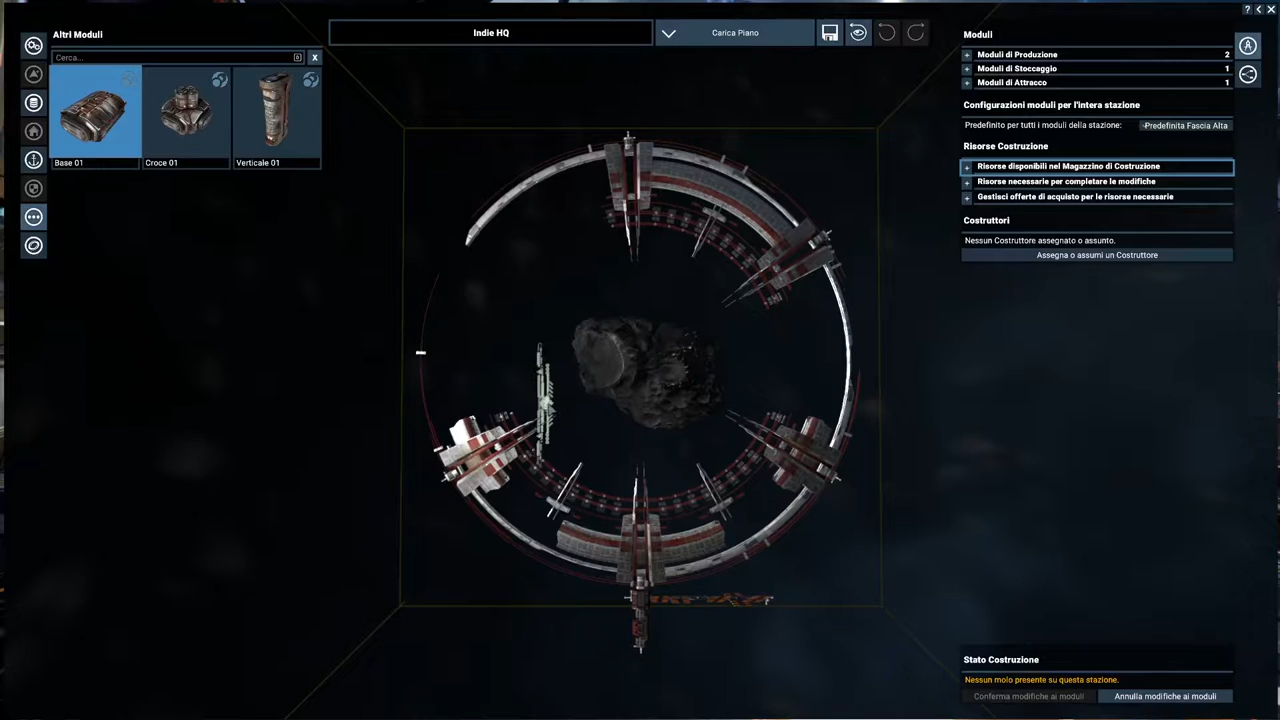 Altri Moduli
Cerca...
x
Base 01
Croce 01
Verticale 01
Indie HQ
Carica Piano
?
Moduli
+ Moduli di Produzione 2
+ Moduli di Stoccaggio 1
+ Moduli di Attracco 1
Configurazioni moduli per l'intera stazione
Predefinito per tutti i moduli della stazione: -Predefinita Fascia Alta
Risorse Costruzione
+ Risorse disponibili nel Magazzino di Costruzione
+ Risorse necessarie per completare le modifiche
+ Gestisci offerte di acquisto per le risorse necessarie
Costruttori
Nessun Costruttore assegnato o assunto.
Assegna o assumi un Costruttore
Stato Costruzione
Nessun molo presente su questa stazione.
Conferma modifiche ai moduli
Annulla modifiche ai moduli